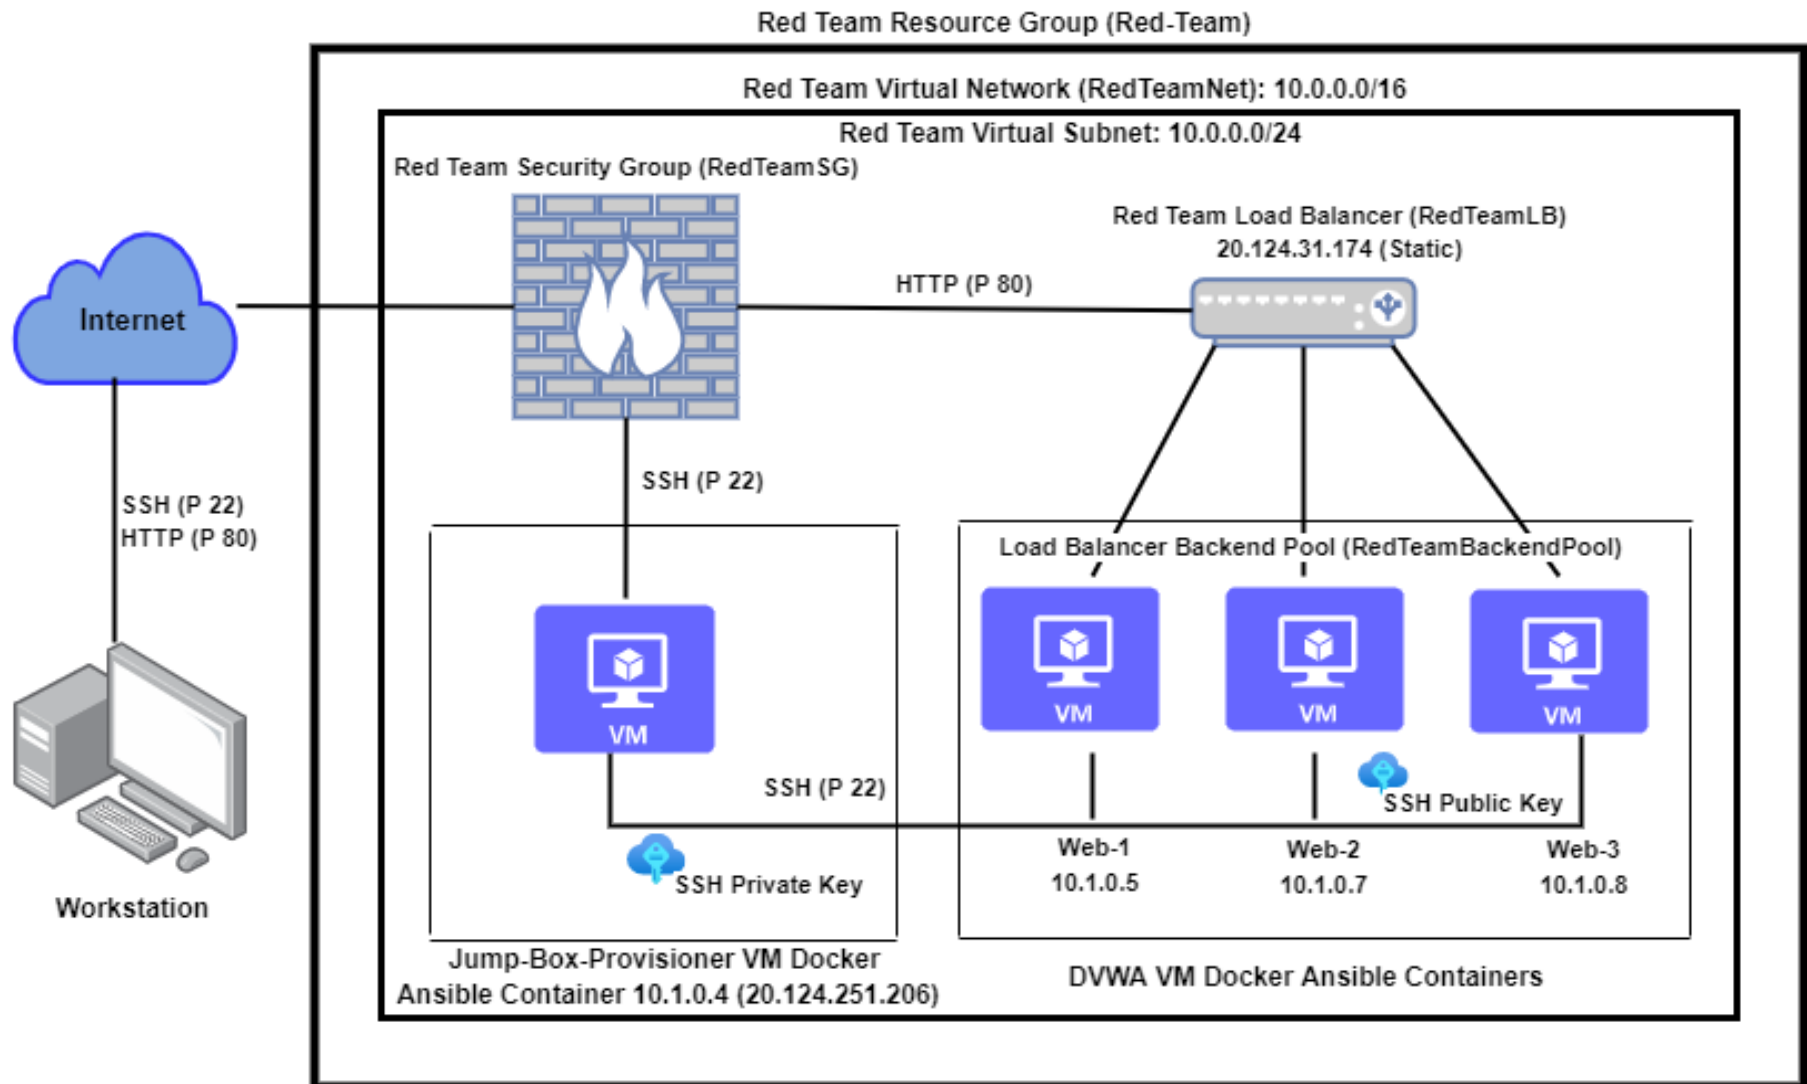 Red Team Resource Group (Red-Team)
Red Team Virtual Network (RedTeamNet): 10.0.0.0/16
Red Team Virtual Subnet: 10.0.0.0/24
Red Team Security Group (RedTeamSG)
Red Team Load Balancer (RedTeamLB)
20.124.31.174 (Static)
HTTP (P 80)
Internet
SSH (P 22)
SSH (P 22)
HTTP (P 80)
Load Balancer Backend Pool (RedTeamBackendPool)
VM
VM
VM
VM
SSH (P 22)
SSH Public Key
Web-1
Web-2
Web-3
10.1.0.5
10.1.0.7
10.1.0.8
SSH Private Key
Workstation
Jump-Box-Provisioner VM Docker
Ansible Container 10.1.0.4 (20.124.251.206)
DVWA VM Docker Ansible Containers